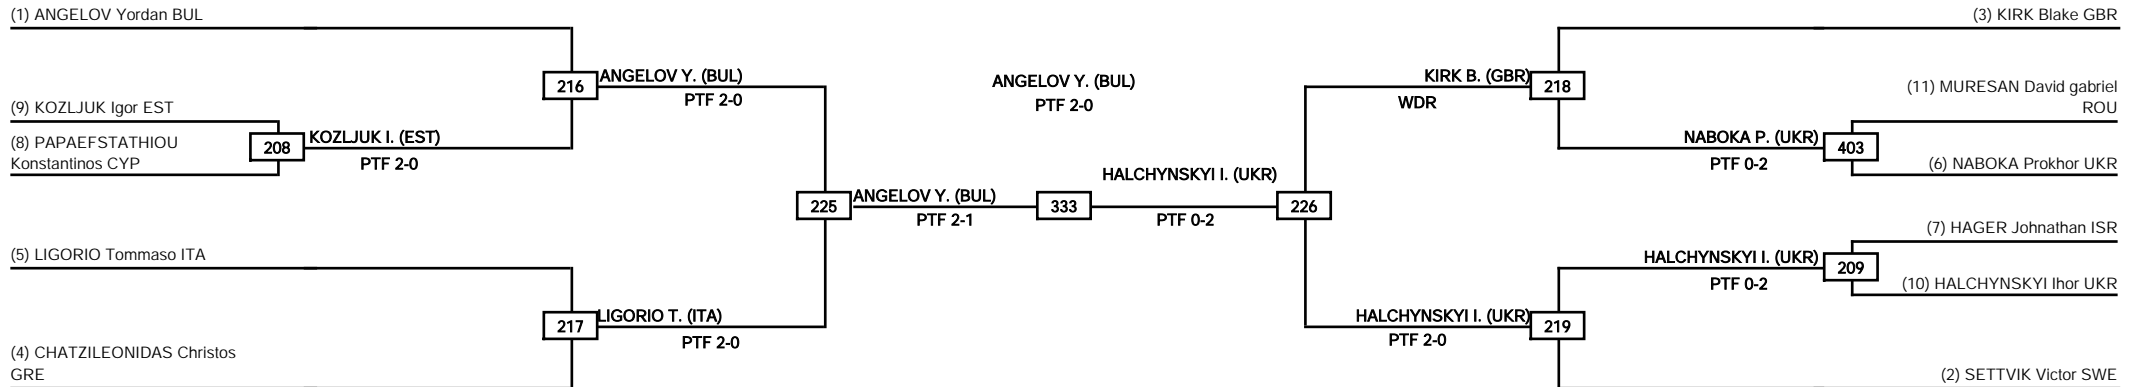 (1) ANGELOV Yordan BUL
(3) KIRK Blake GBR
216
ANGELOV Y. (BUL)
PTF 2-0
ANGELOV Y. (BUL)
PTF 2-0
KIRK B. (GBR)
WDR
218
(11) MURESAN David gabriel
ROU
(9) KOZLJUK Igor EST
(8) PAPAEFSTATHIOU
Konstantinos CYP
208
KOZLJUK I. (EST)
PTF 2-0
NABOKA P. (UKR)
PTF 0-2
403
(6) NABOKA Prokhor UKR
225
ANGELOV Y. (BUL)
PTF 2-1
333
HALCHYNSKYI I. (UKR)
PTF 0-2
226
(7) HAGER Johnathan ISR
(5) LIGORIO Tommaso ITA
HALCHYNSKYI I. (UKR)
PTF 0-2
209
(10) HALCHYNSKYI Ihor UKR
217
LIGORIO T. (ITA)
PTF 2-0
HALCHYNSKYI I. (UKR)
PTF 2-0
219
(4) CHATZILEONIDAS Christos
GRE
(2) SETTVIK Victor SWE